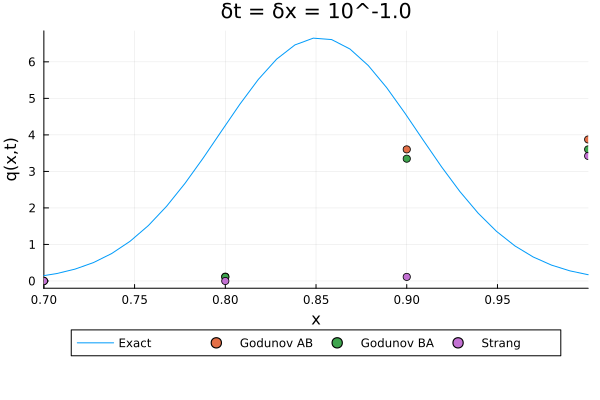 δt = δx = 10^-1.0
q(x,t)
6
5
4
3
2
1
0
0.70 0.75 0.80 0.85 0.90 0.95
x
Exact Godunov AB Godunov BA Strang